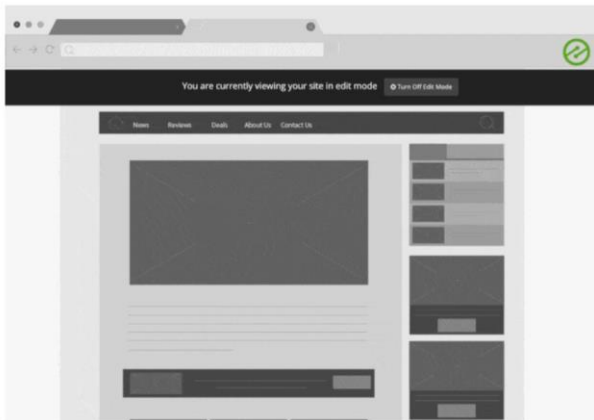 You are currently viewing your site in edit mode Turn Off Edit Mode
News Reviews Deals About Us Contact Us